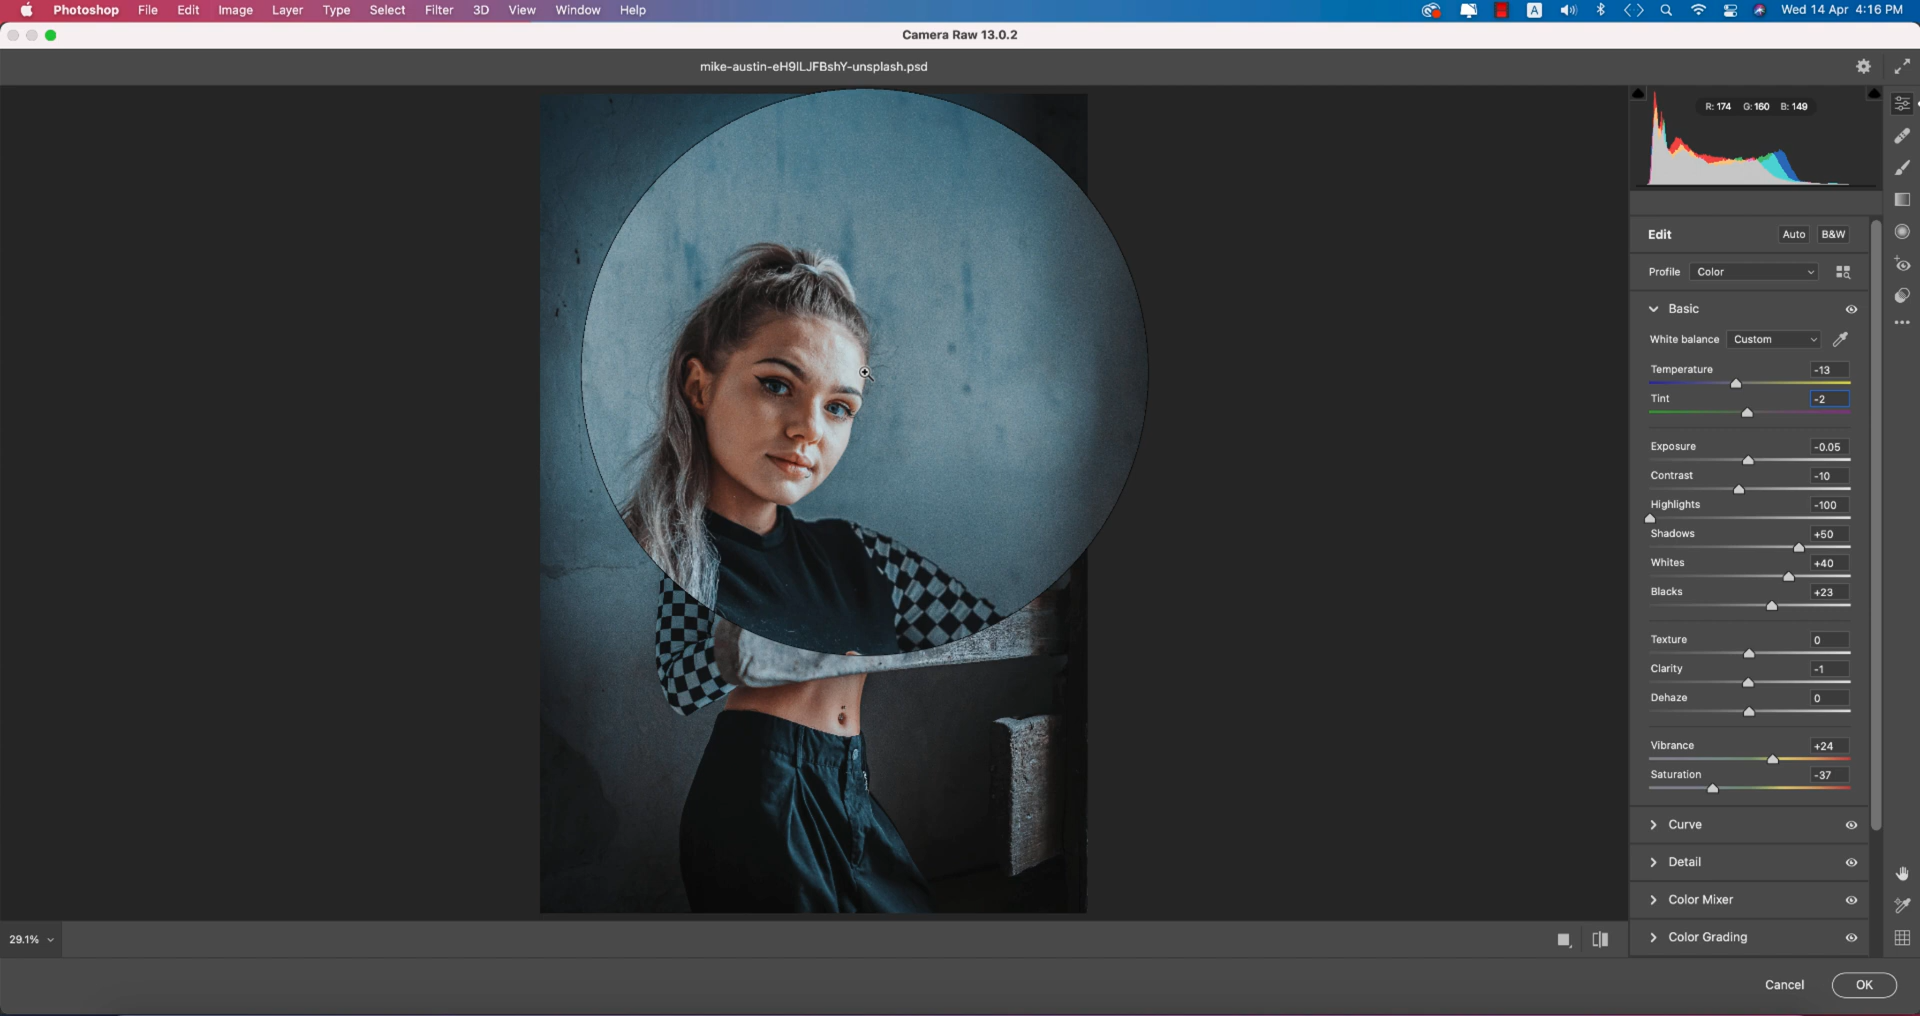 Photoshop File Edit Image Layer Type Select Filter 3D View Window Help A Wed 14 Apr 4:16 PM
Camera Raw 13.0.2
mike-austin-eH9lLJFBshY-unsplash.psd
R: 174 G: 160 B: 149
Edit Auto B&W
Profile Color
Basic
White balance Custom
Temperature -13
Tint -2
Exposure -0.05
Contrast -10
Highlights -100
Shadows +50
Whites +40
Blacks +23
Texture 0
Clarity -1
Dehaze 0
Vibrance +24
Saturation -37
Curve
Detail
Color Mixer
Color Grading
29.1%
Cancel OK